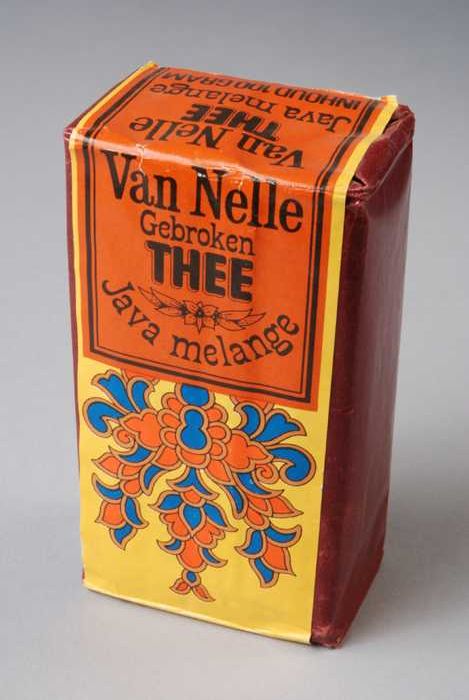 INHOUD 100 GRAM
Java melange
THEE
Van Nelle
Van Nelle
Gebroken
THEE
Java melange